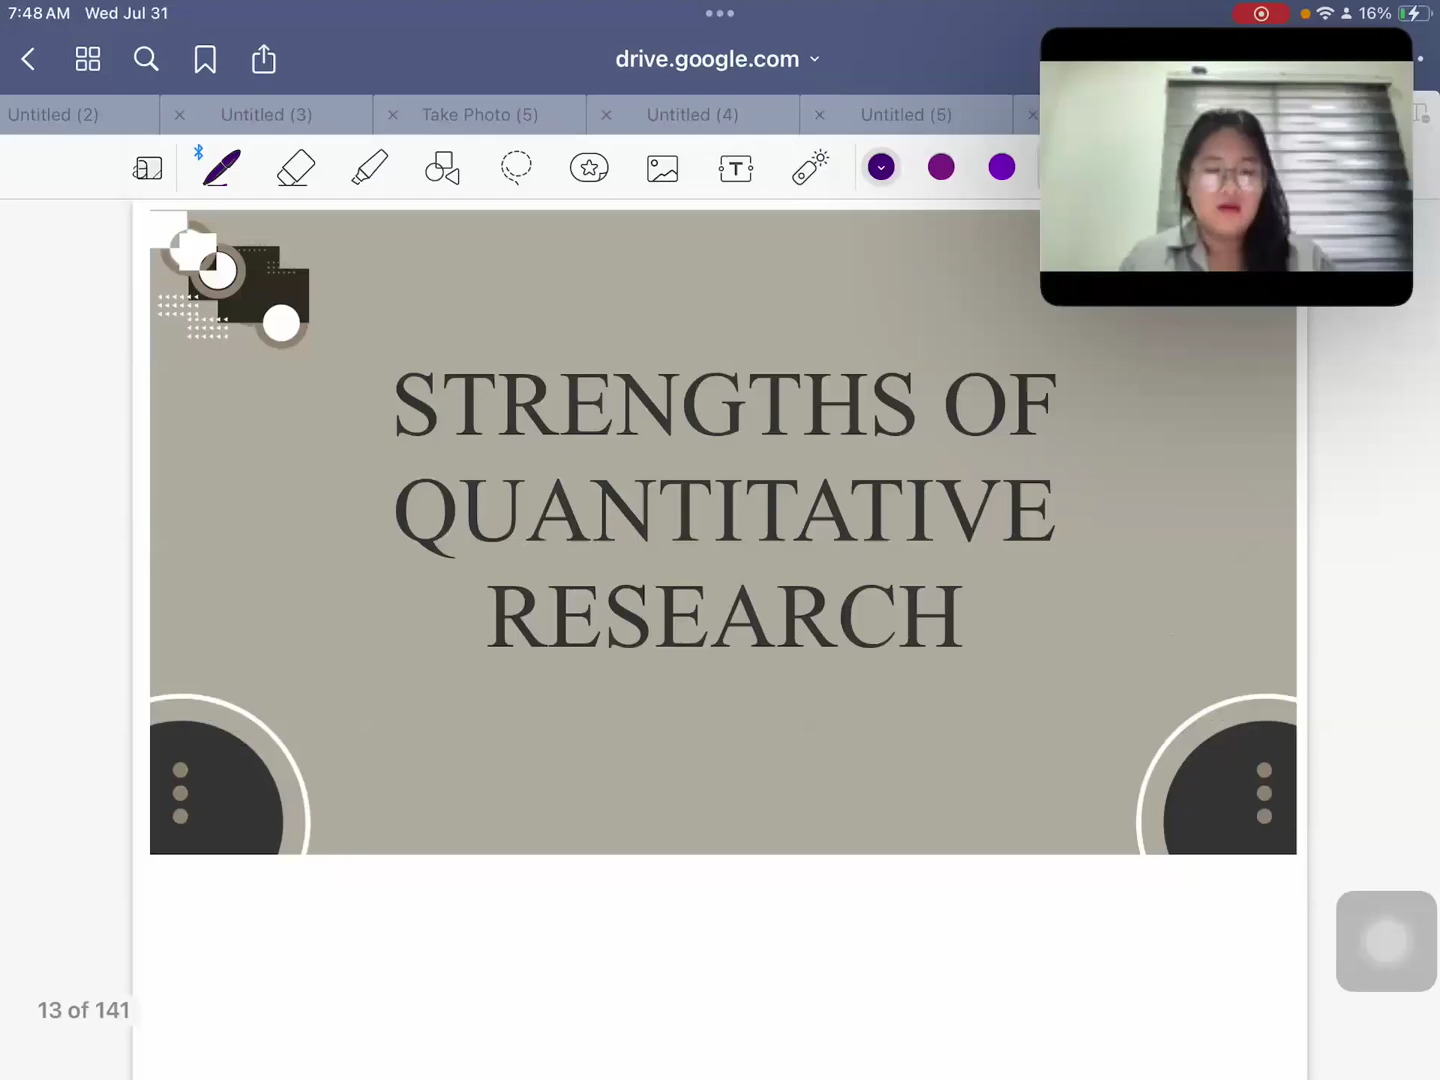 7:48 AM Wed Jul 31
16%
drive.google.com
Untitled (2)
Untitled (3)
Take Photo (5)
Untitled (4)
Untitled (5)
T
STRENGTHS OF
QUANTITATIVE
RESEARCH
13 of 141